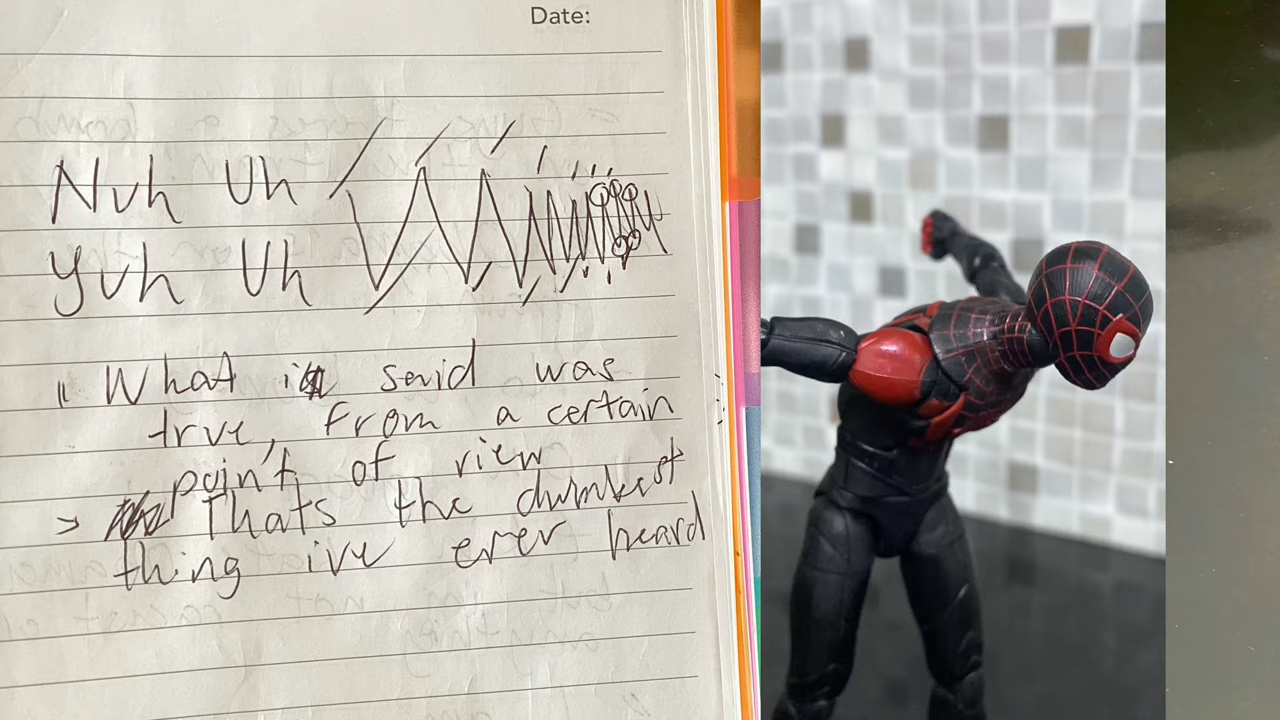 Date:
Nuh Uh
Yuh Uh
"What i said was
true, from a certain
point of view
> Thats the dumbest
thing ive ever heard